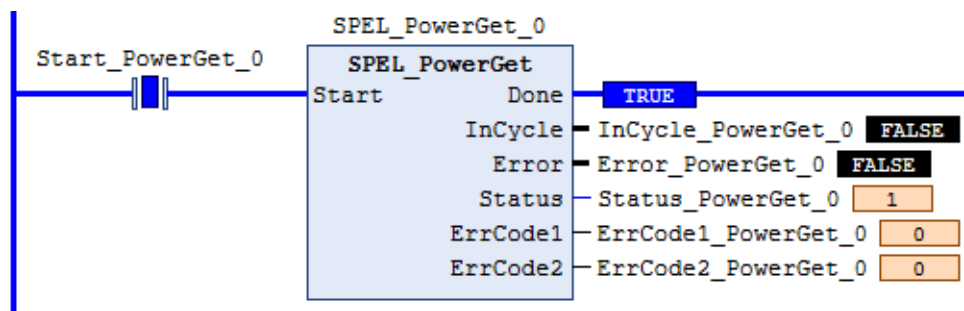 SPEL_PowerGet_0
Start_PowerGet_0
SPEL_PowerGet
Start Done TRUE
InCycle InCycle_PowerGet_0 FALSE
Error Error_PowerGet_0 FALSE
Status Status_PowerGet_0 1
ErrCode1 ErrCode1_PowerGet_0 0
ErrCode2 ErrCode2_PowerGet_0 0